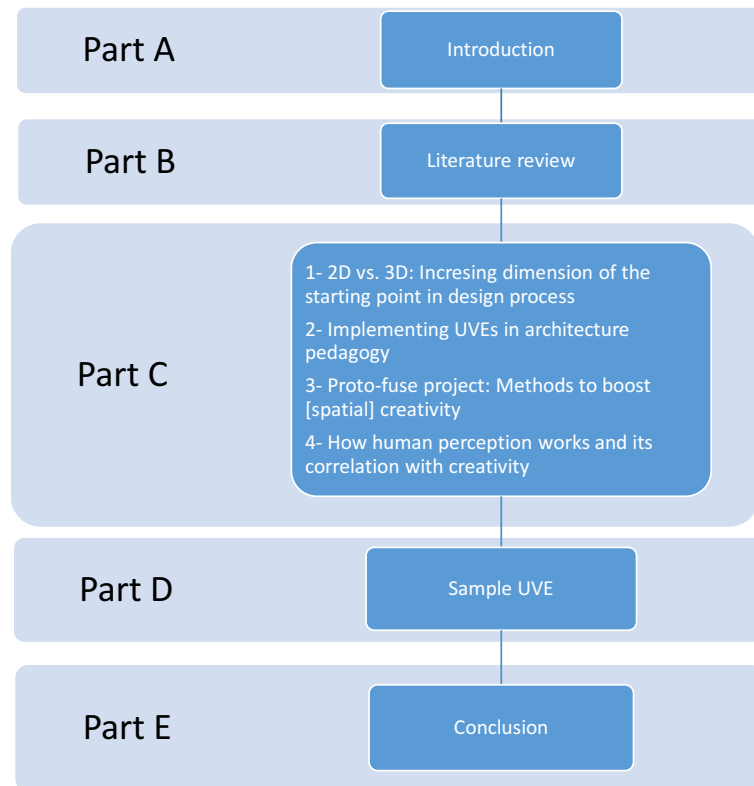 Part A
Introduction
Part B
Literature review
Part C
1- 2D vs. 3D: Incresing dimension of the
starting point in design process
2- Implementing UVEs in architecture
pedagogy
3- Proto-fuse project: Methods to boost
[spatial] creativity
4- How human perception works and its
correlation with creativity
Part D
Sample UVE
Part E
Conclusion